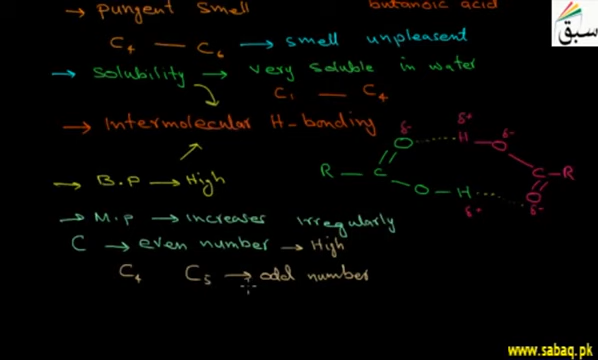 → pungent smell butanoic acid
C₄ — C₆ → smell unpleasent
→ Solubility → very soluble in water
C₁ — C₄
→ Intermolecular H-bonding
→ B.P → High
→ M.P → increases irregularly
C → even number → High
C₄ C₅ → odd number
δ- δ+ δ-
O H — O
R — C C — R
O — H O
δ+ δ-
سبق
www.sabaq.pk